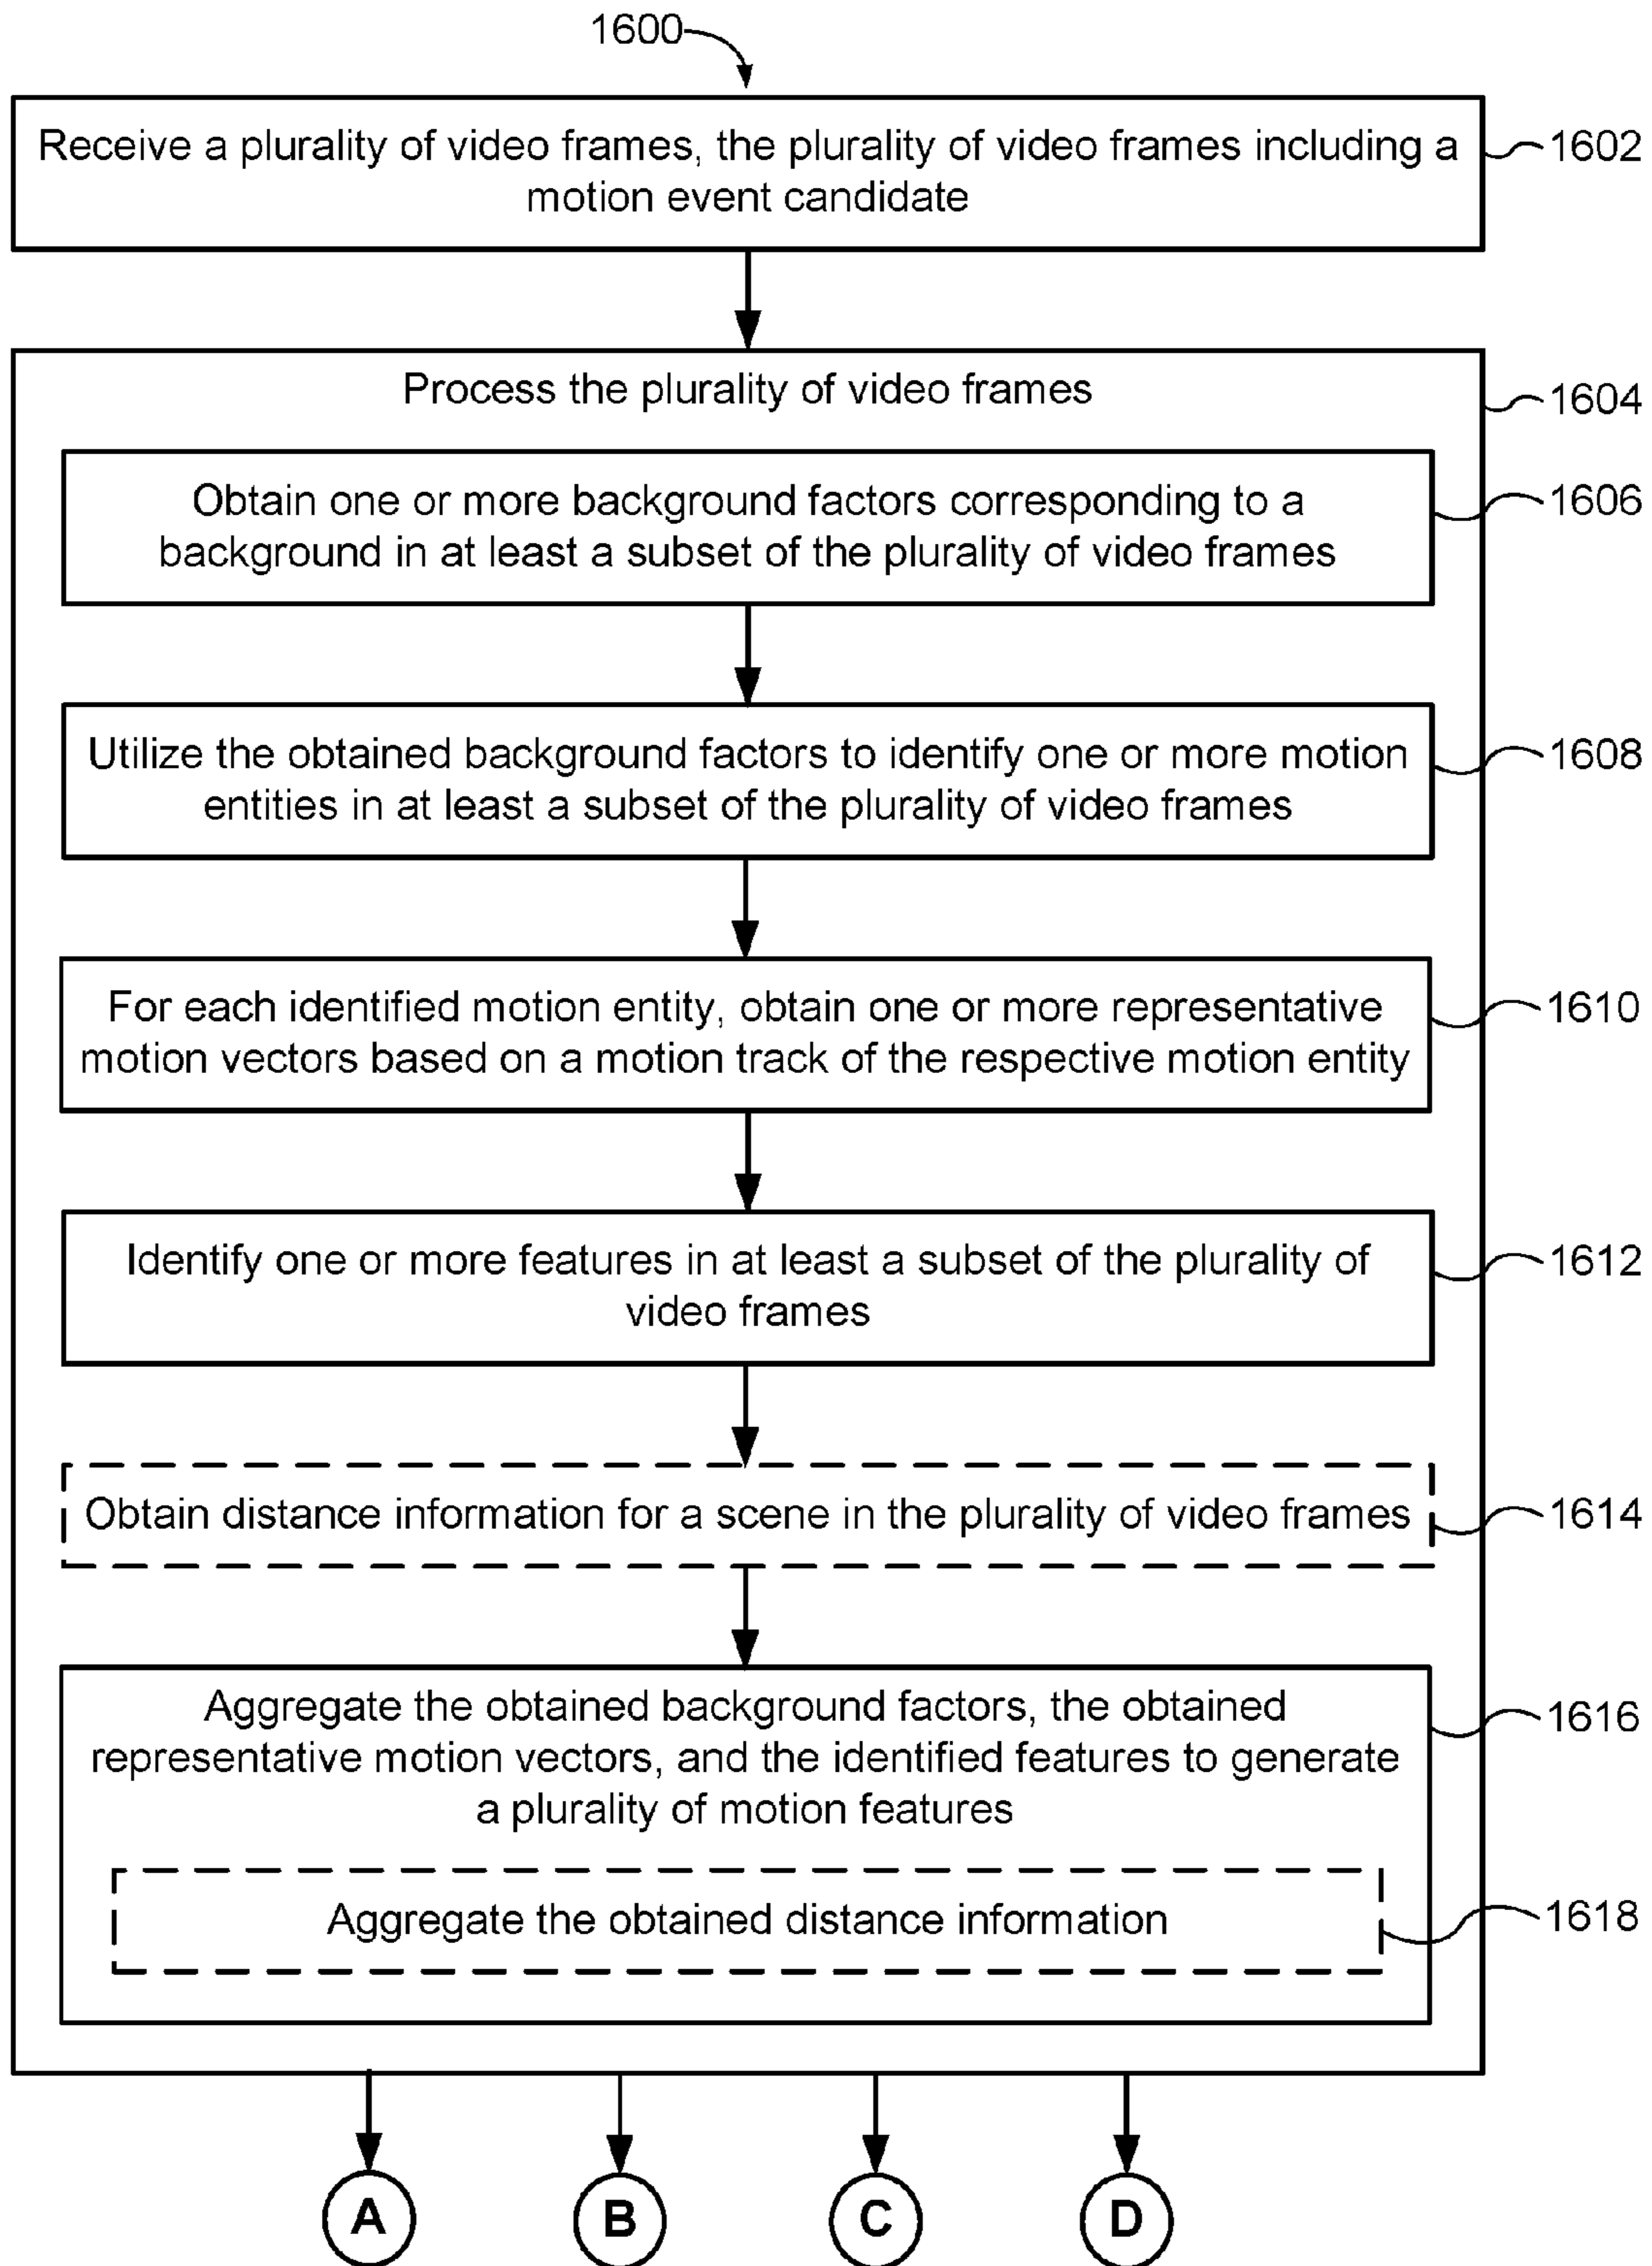 1600
Receive a plurality of video frames, the plurality of video frames including a
motion event candidate
1602
Process the plurality of video frames
1604
Obtain one or more background factors corresponding to a
background in at least a subset of the plurality of video frames
1606
Utilize the obtained background factors to identify one or more motion
entities in at least a subset of the plurality of video frames
1608
For each identified motion entity, obtain one or more representative
motion vectors based on a motion track of the respective motion entity
1610
Identify one or more features in at least a subset of the plurality of
video frames
1612
Obtain distance information for a scene in the plurality of video frames
1614
Aggregate the obtained background factors, the obtained
representative motion vectors, and the identified features to generate
a plurality of motion features
1616
Aggregate the obtained distance information
1618
A
B
C
D